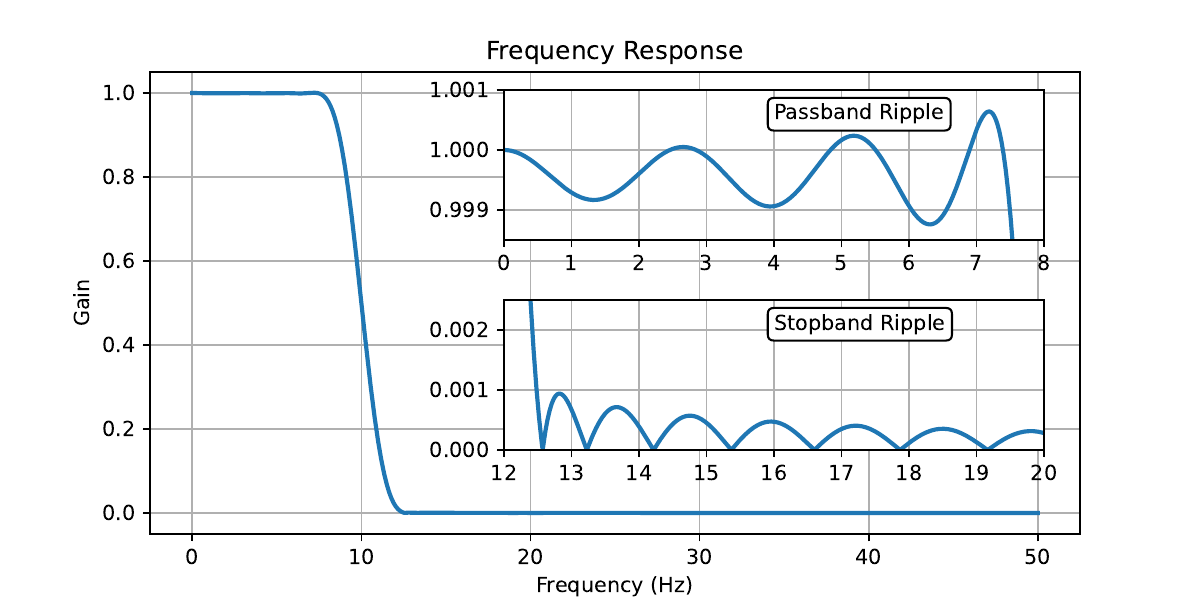 Frequency Response
Gain
1.0
0.8
0.6
0.4
0.2
0.0
1.001
1.000
0.999
Passband Ripple
0 1 2 3 4 5 6 7 8
0.002
0.001
0.000
Stopband Ripple
12 13 14 15 16 17 18 19 20
0 10 20 30 40 50
Frequency (Hz)